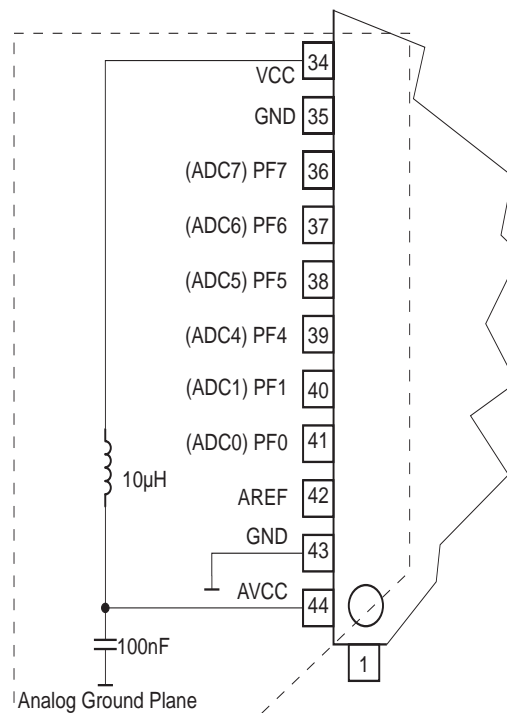 VCC 34
GND 35
(ADC7) PF7 36
(ADC6) PF6 37
(ADC5) PF5 38
(ADC4) PF4 39
(ADC1) PF1 40
(ADC0) PF0 41
10µH
AREF 42
GND 43
AVCC 44
100nF
1
Analog Ground Plane